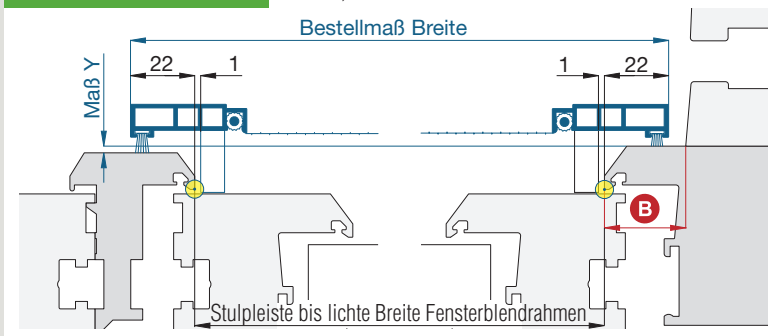 Bestellmaß Breite
22 1 1 22
Maß Y
B
Stulpleiste bis lichte Breite Fensterblendrahmen